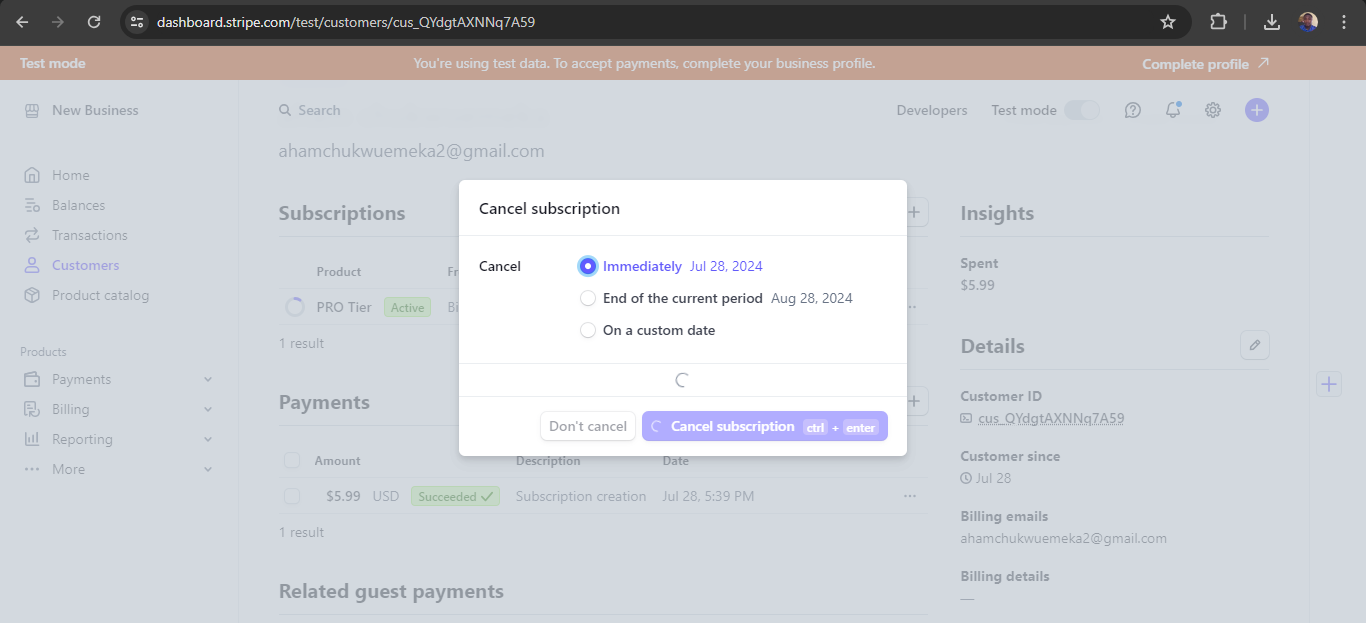 dashboard.stripe.com/test/customers/cus_QYdgtAXNNq7A59
Test mode
You're using test data. To accept payments, complete your business profile.
Complete profile
New Business
Search
Developers
Test mode
Home
Balances
Transactions
Customers
Product catalog
Products
Payments
Billing
Reporting
More
ahamchukwuemeka2@gmail.com
Subscriptions
Product
Fr
PRO Tier
Active
Bi
1 result
Cancel subscription
Cancel
Immediately Jul 28, 2024
End of the current period Aug 28, 2024
On a custom date
Don't cancel
Cancel subscription ctrl + enter
Payments
Amount Description Date
$5.99 USD Succeeded Subscription creation Jul 28, 5:39 PM
1 result
Related guest payments
Insights
Spent
$5.99
Details
Customer ID
cus_QYdgtAXNNq7A59
Customer since
Jul 28
Billing emails
ahamchukwuemeka2@gmail.com
Billing details
—